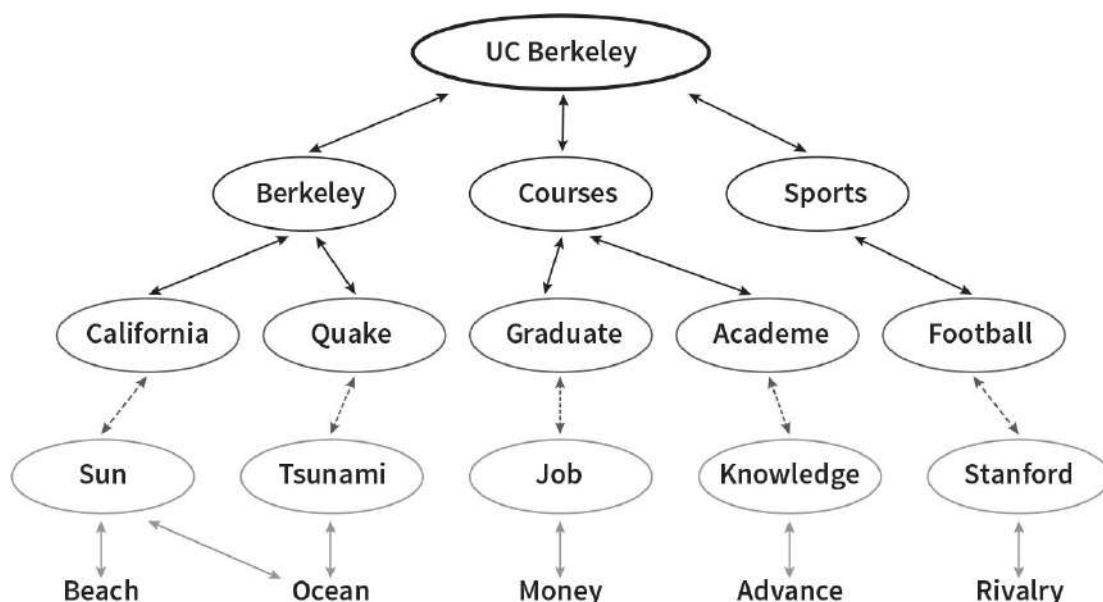 UC Berkeley
Berkeley Courses Sports
California Quake Graduate Academe Football
Sun Tsunami Job Knowledge Stanford
Beach Ocean Money Advance Rivalry